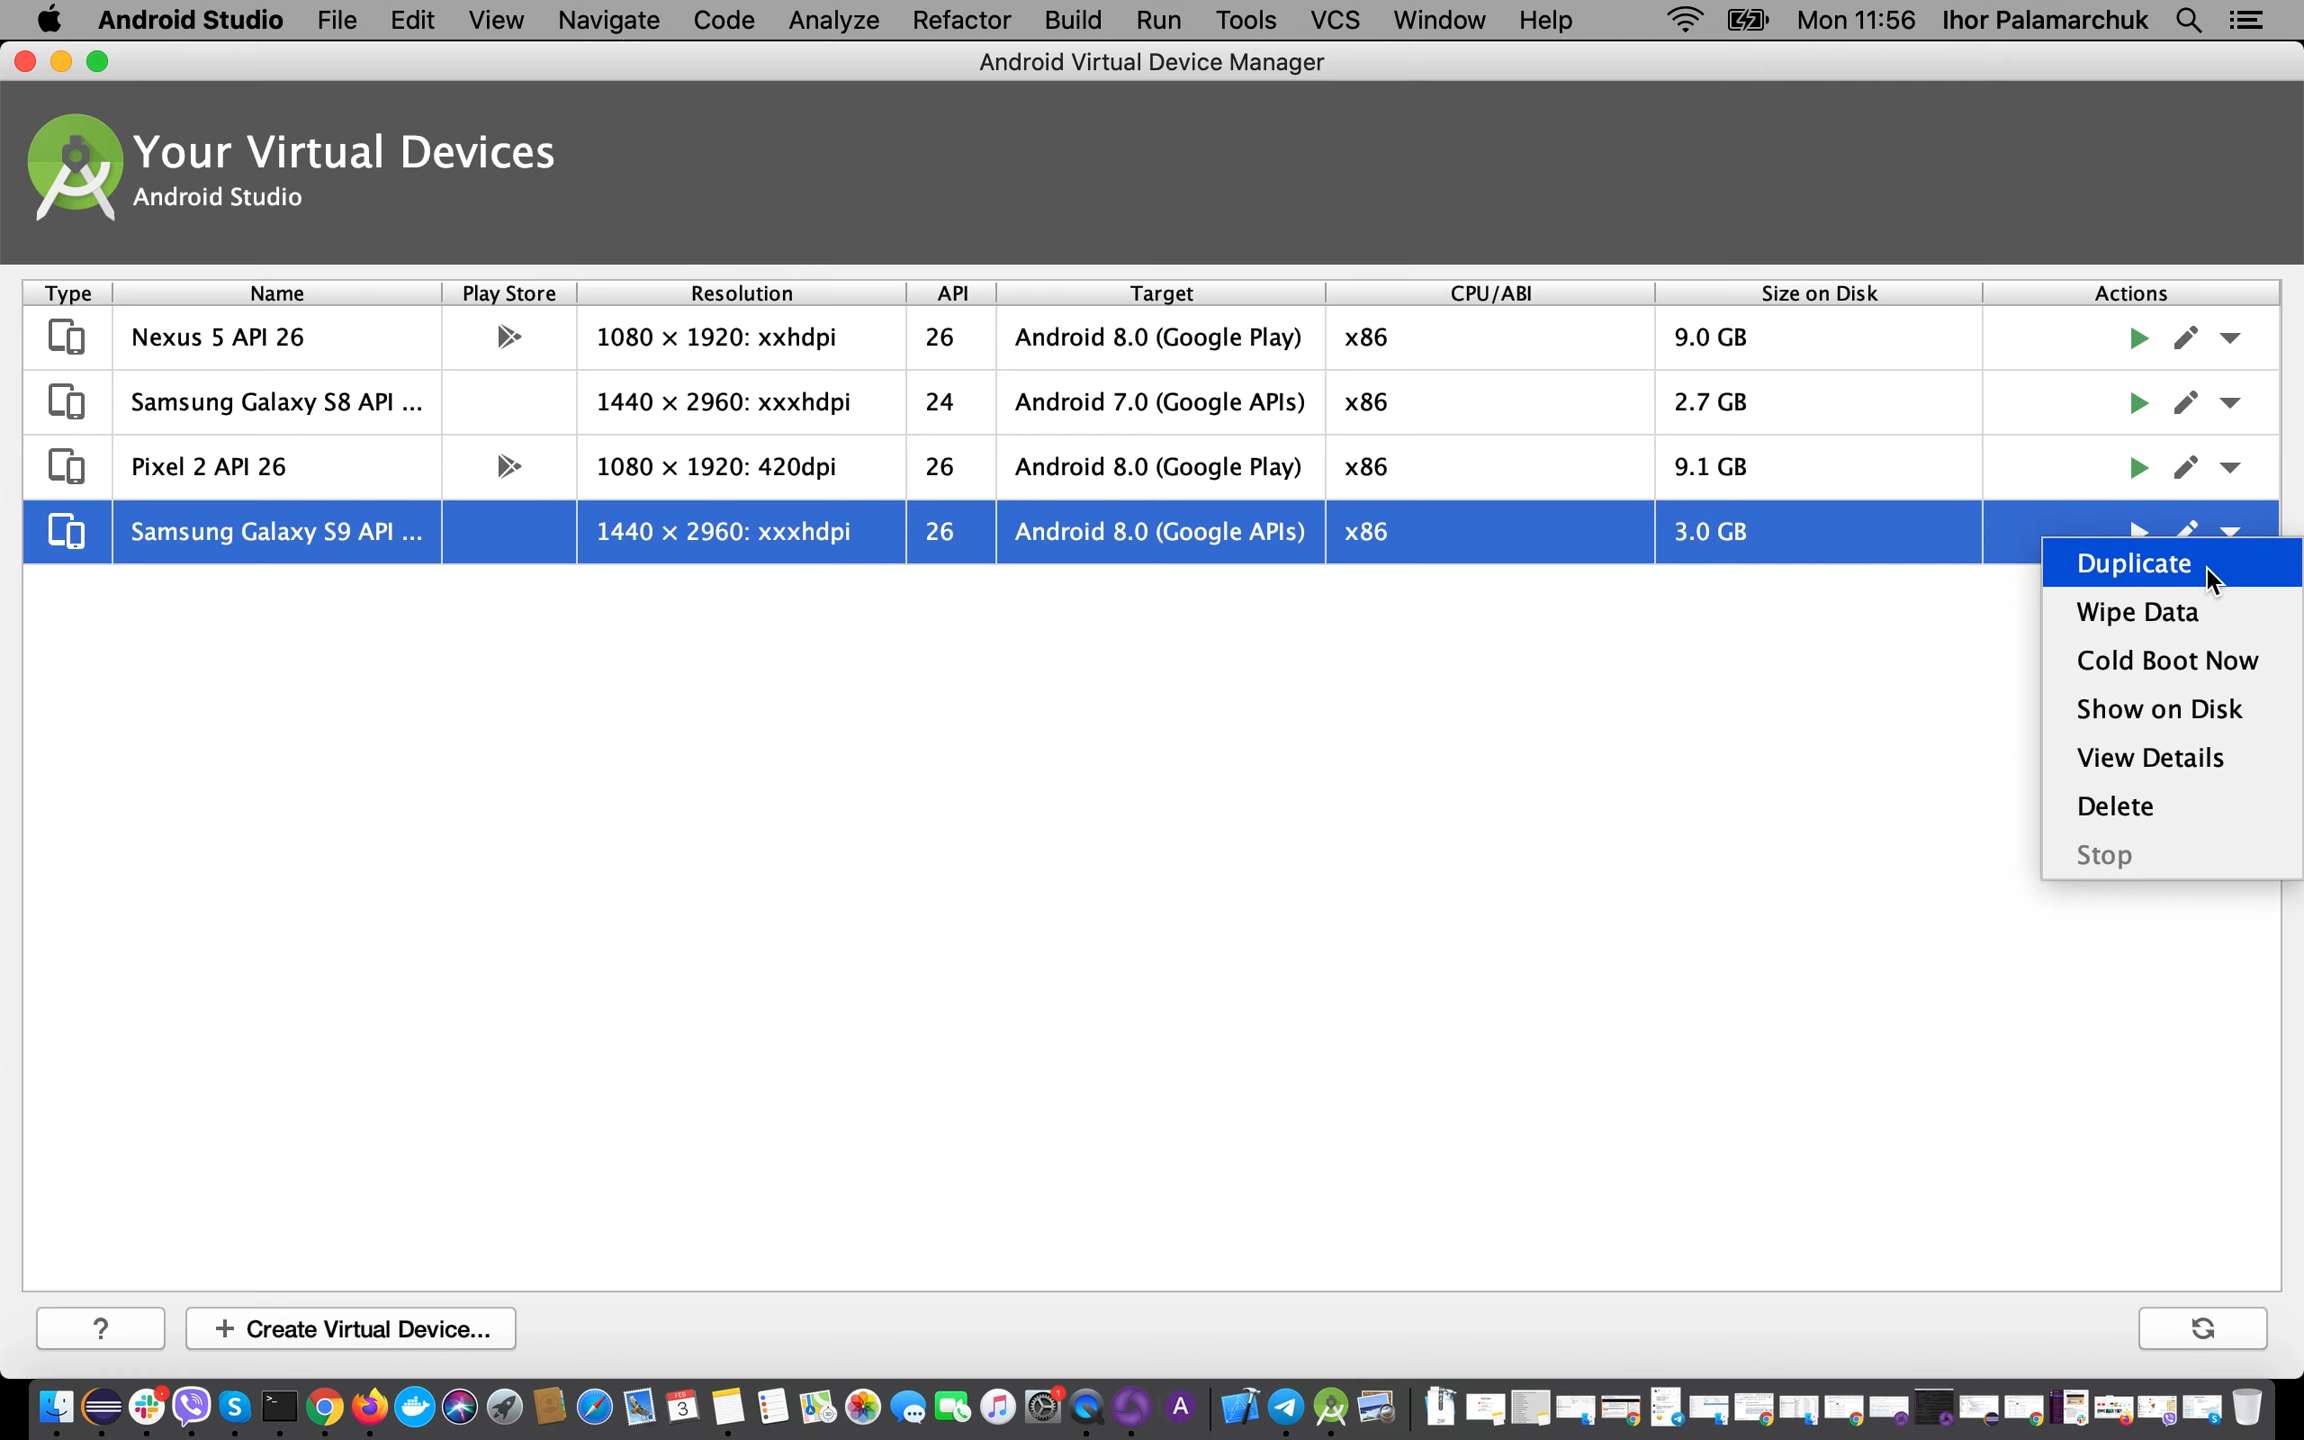 Android Studio File Edit View Navigate Code Analyze Refactor Build Run Tools VCS Window Help Mon 11:56 Ihor Palamarchuk
Android Virtual Device Manager
Your Virtual Devices
Android Studio
Type Name Play Store Resolution API Target CPU/ABI Size on Disk Actions
Nexus 5 API 26 1080 × 1920: xxhdpi 26 Android 8.0 (Google Play) x86 9.0 GB
Samsung Galaxy S8 API ... 1440 × 2960: xxxhdpi 24 Android 7.0 (Google APIs) x86 2.7 GB
Pixel 2 API 26 1080 × 1920: 420dpi 26 Android 8.0 (Google Play) x86 9.1 GB
Samsung Galaxy S9 API ... 1440 × 2960: xxxhdpi 26 Android 8.0 (Google APIs) x86 3.0 GB
Duplicate
Wipe Data
Cold Boot Now
Show on Disk
View Details
Delete
Stop
? + Create Virtual Device...
FEB
3
1
A